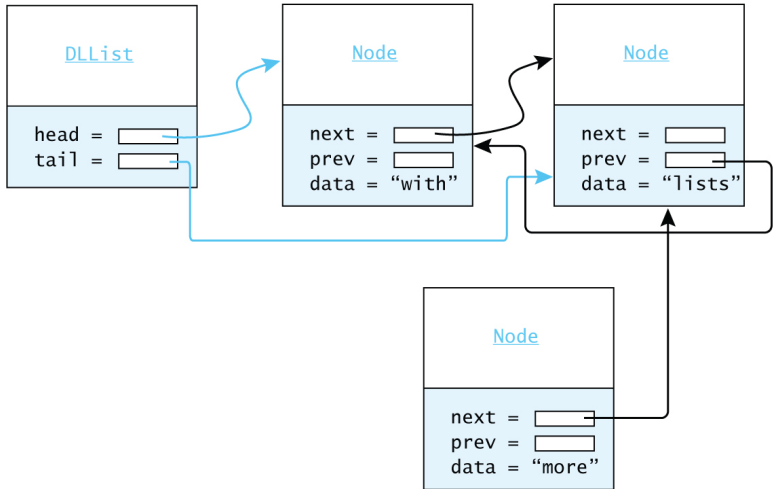 DLList
head =
tail =
Node
next =
prev =
data = “with”
Node
next =
prev =
data = “lists”
Node
next =
prev =
data = “more”